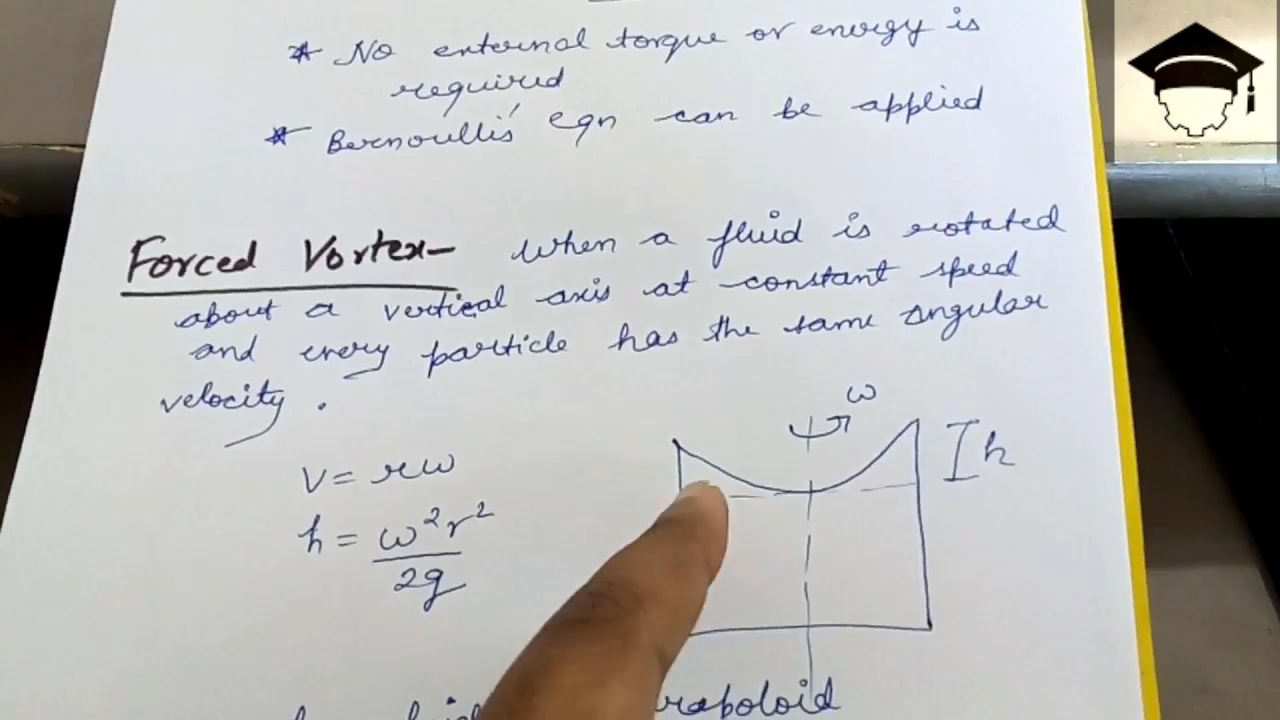 * No external torque or energy is
required
* Bernoulli's eqn can be applied
Forced Vortex- When a fluid is rotated
about a vertical axis at constant speed
and every particle has the same angular
velocity.
V = rω
h = ω²r²
2g
ω
h